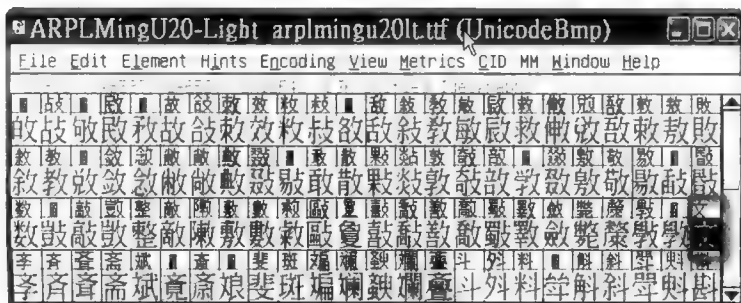 ARPLMingU20-Light arplmingu20lt.ttf (UnicodeBmp)
File Edit Element Hints Encoding View Metrics CID MM Window Help
敀敁敂敃敄故敆敇效敉敊敋敌敍敎敏敐救敒敓敔敕敖敗
敘教敚敛敜敝敞敟敠敡敢散敤敥敦敧敨敩敪敫敬敭敮敯
数敱敲敳整敵敶敷數敹敺敻敼敽敾敿斀斁斂斃斄斅斆文
斈斉斊斋斌斍斎斏斐斑斒斓斔斕斖斗斘料斚斛斜斝斞斟